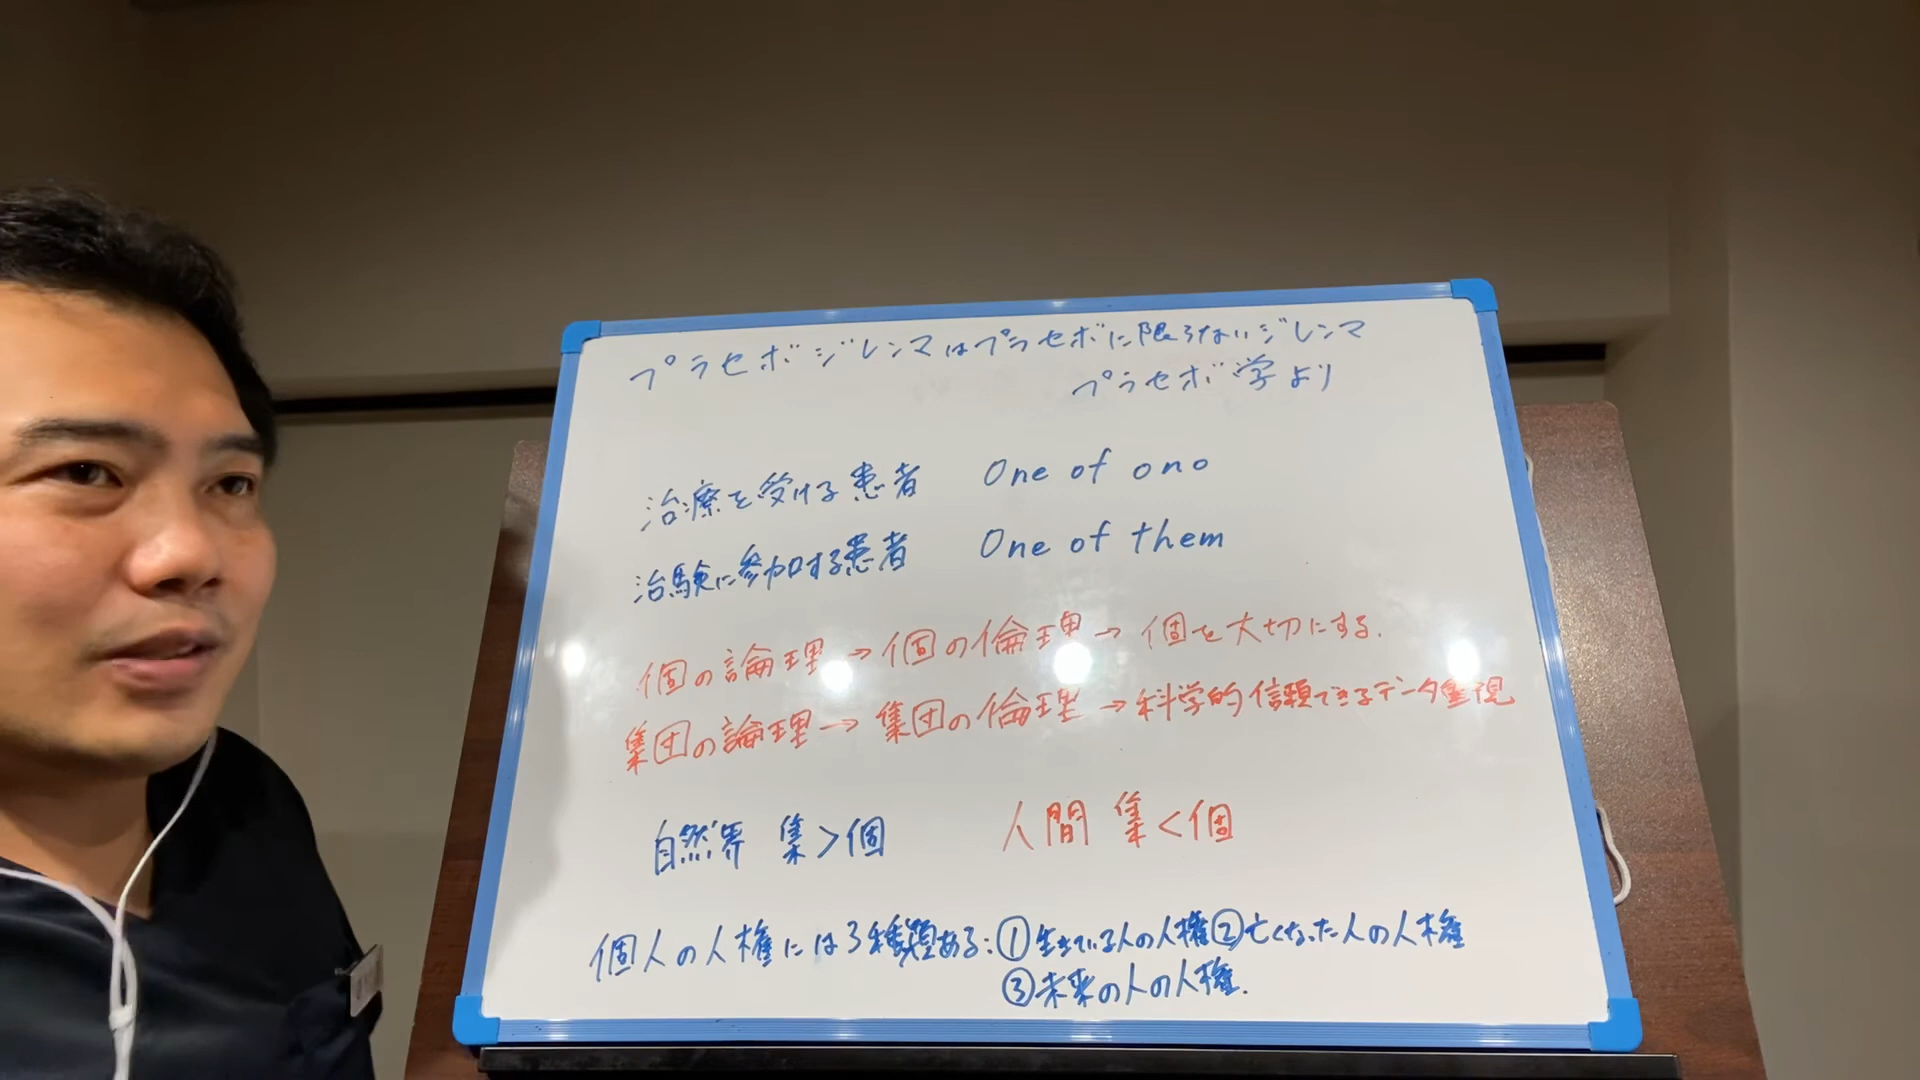 プラセボジレンマはプラセボに限らないジレンマ
プラセボ学より
治療を受ける患者 One of one
治験に参加する患者 One of them
個の論理→個の倫理→個を大切にする.
集団の論理→集団の倫理→科学的信頼できるデータ重視
自然界 集>個 人間 集<個
個人の人権には3種類ある:①生きている人の人権②亡くなった人の人権
③未来の人の人権.